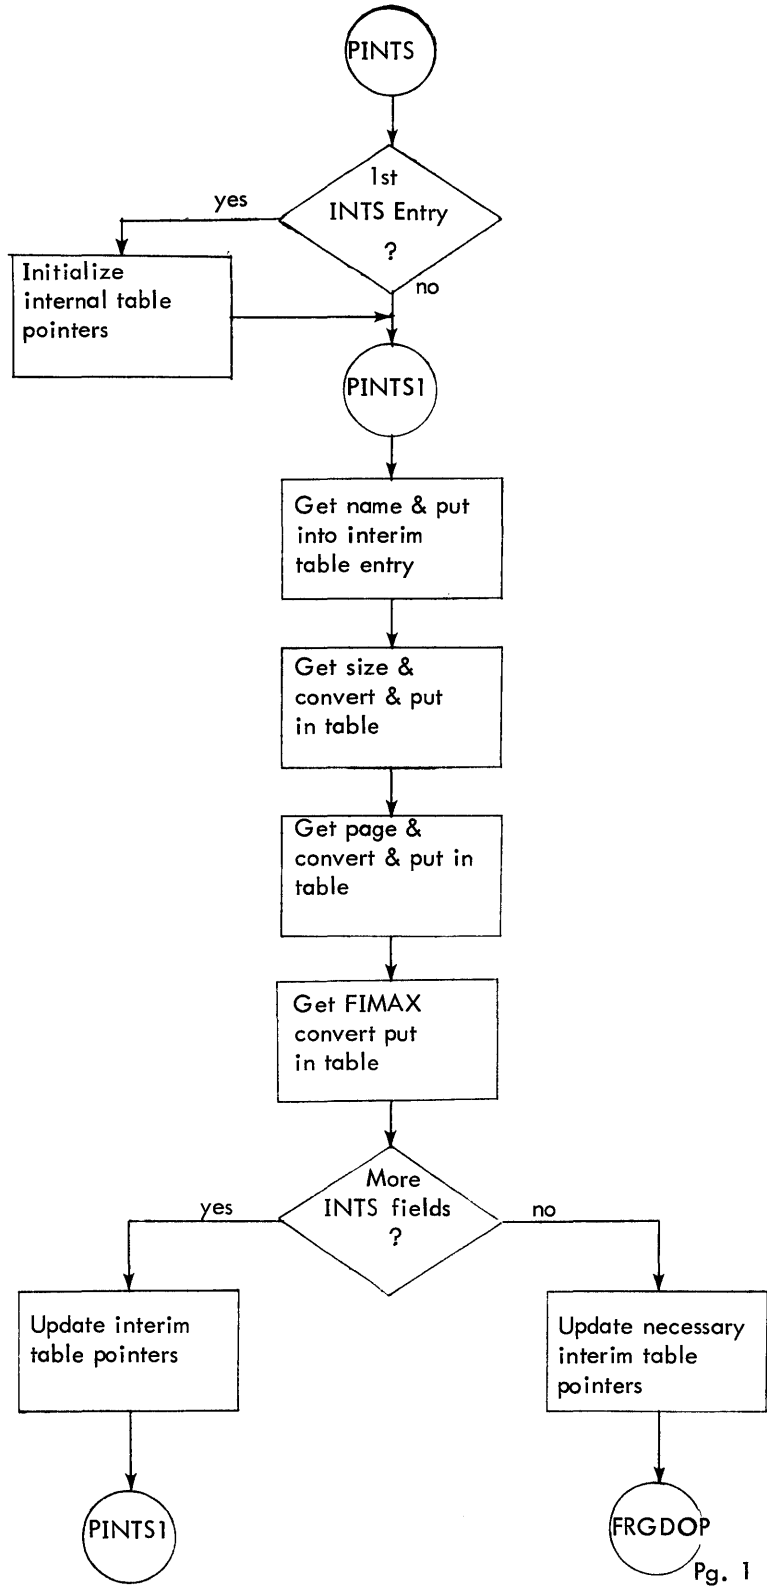 PINTS
1st
INTS Entry
?
yes
no
Initialize
internal table
pointers
PINTS1
Get name & put
into interim
table entry
Get size &
convert & put
in table
Get page &
convert & put in
table
Get FIMAX
convert put
in table
More
INTS fields
?
yes
no
Update interim
table pointers
Update necessary
interim table
pointers
PINTS1
FRGDOP
Pg. 1